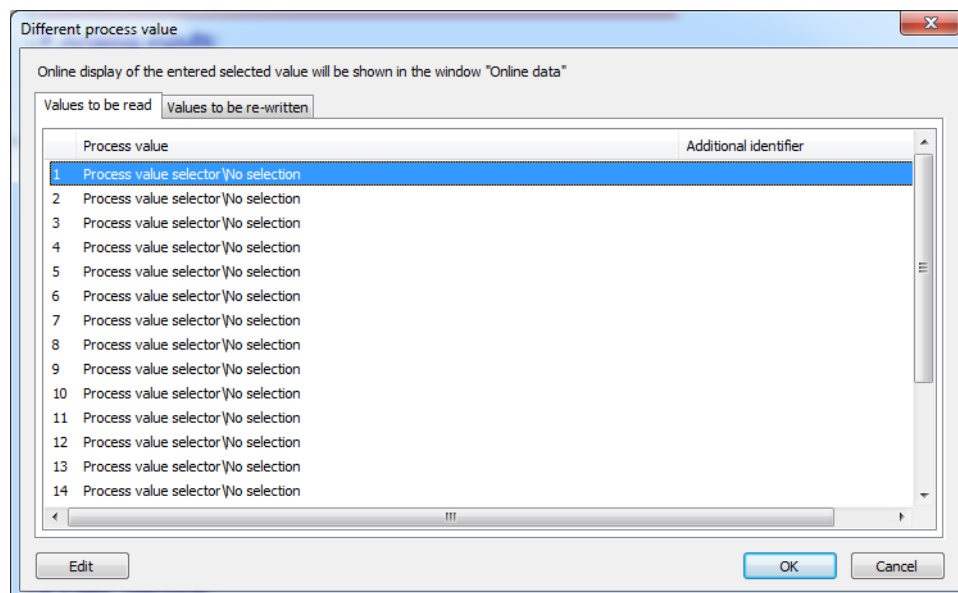 Different process value
Online display of the entered selected value will be shown in the window "Online data"
Values to be read Values to be re-written
Process value Additional identifier
1 Process value selector\No selection
2 Process value selector\No selection
3 Process value selector\No selection
4 Process value selector\No selection
5 Process value selector\No selection
6 Process value selector\No selection
7 Process value selector\No selection
8 Process value selector\No selection
9 Process value selector\No selection
10 Process value selector\No selection
11 Process value selector\No selection
12 Process value selector\No selection
13 Process value selector\No selection
14 Process value selector\No selection
Edit OK Cancel